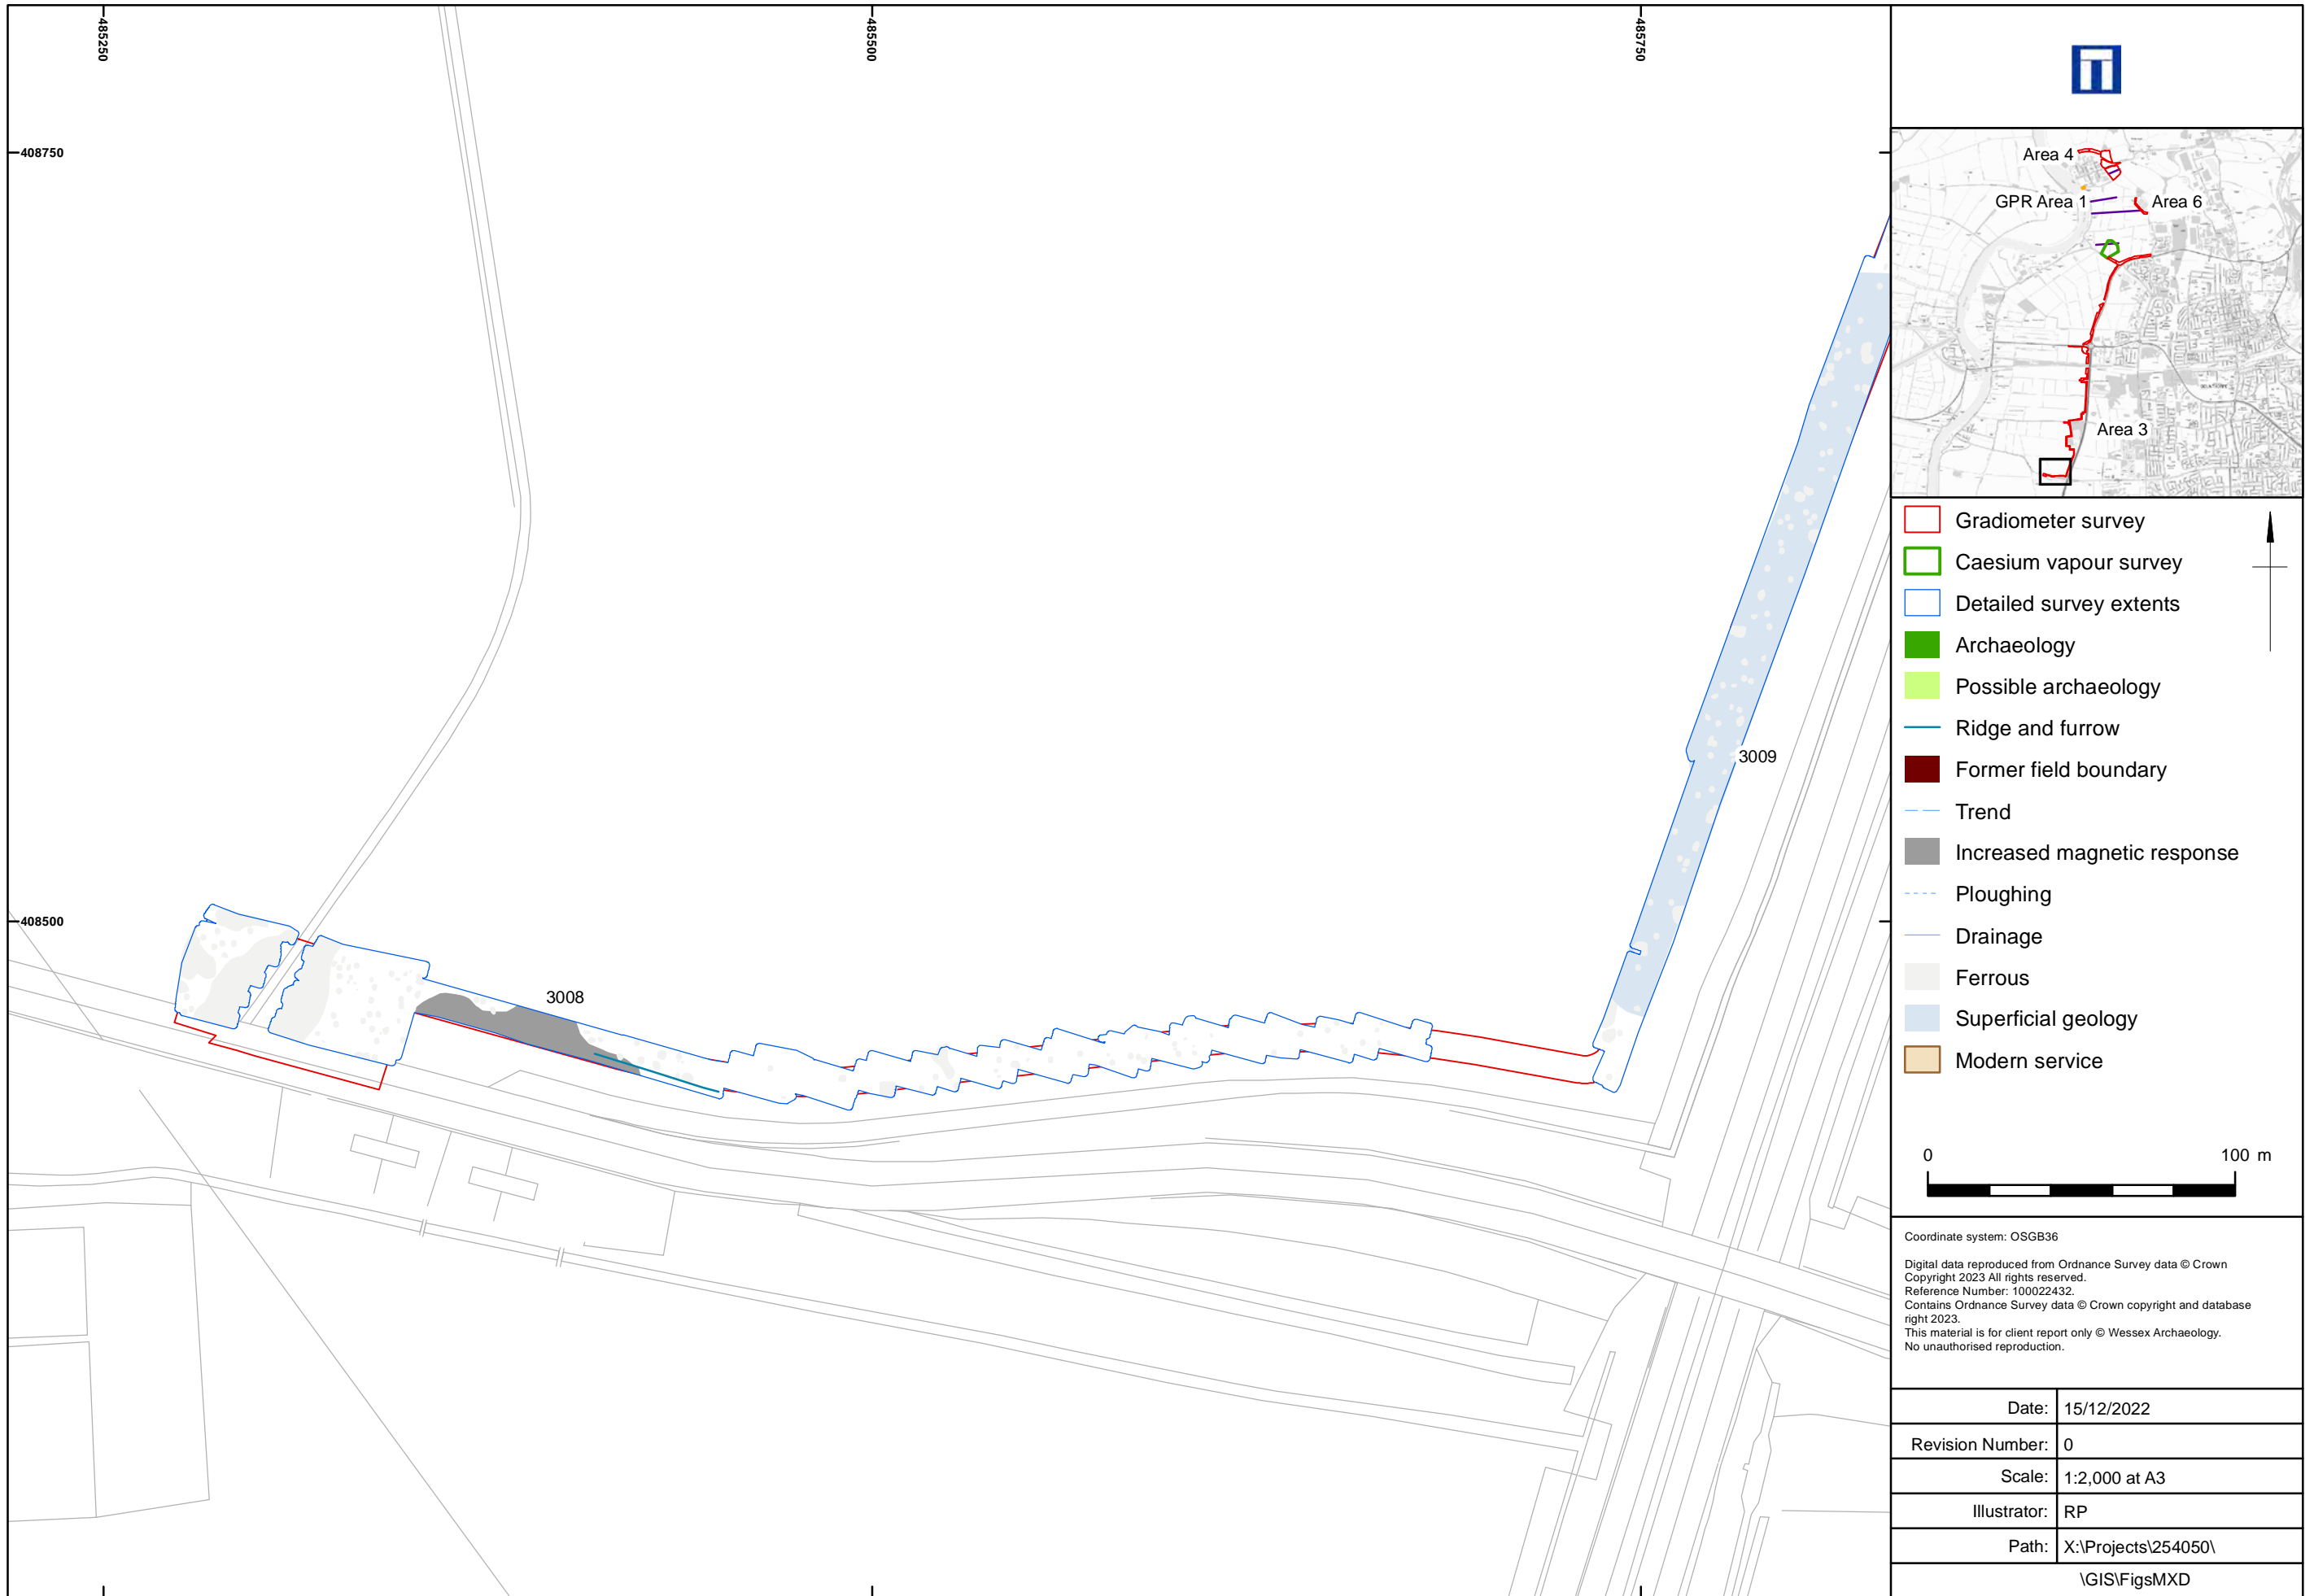 485250
485500
485750
408750
408500
3008
3009
Area 4
GPR Area 1
Area 6
Area 3
Gradiometer survey
Caesium vapour survey
Detailed survey extents
Archaeology
Possible archaeology
Ridge and furrow
Former field boundary
Trend
Increased magnetic response
Ploughing
Drainage
Ferrous
Superficial geology
Modern service
0 100 m
Coordinate system: OSGB36
Digital data reproduced from Ordnance Survey data © Crown
Copyright 2023 All rights reserved.
Reference Number: 100022432.
Contains Ordnance Survey data © Crown copyright and database
right 2023.
This material is for client report only © Wessex Archaeology.
No unauthorised reproduction.
Date: 15/12/2022
Revision Number: 0
Scale: 1:2,000 at A3
Illustrator: RP
Path: X:\Projects\254050\
\GIS\FigsMXD